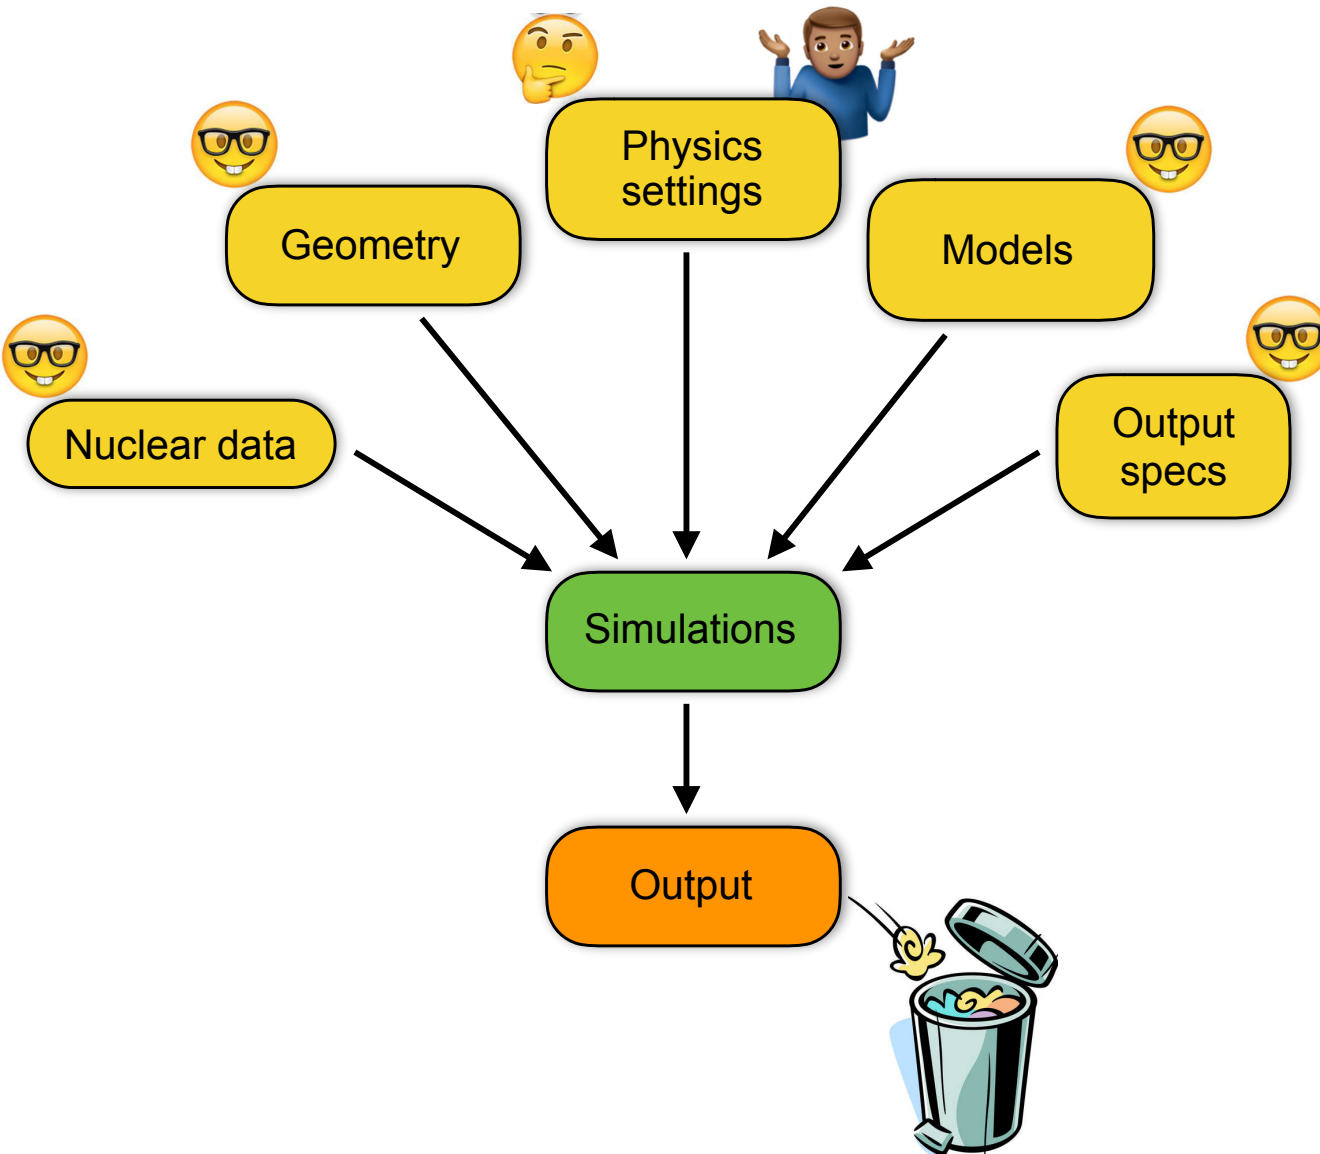 Physics
settings
Geometry
Models
Nuclear data
Output
specs
Simulations
Output